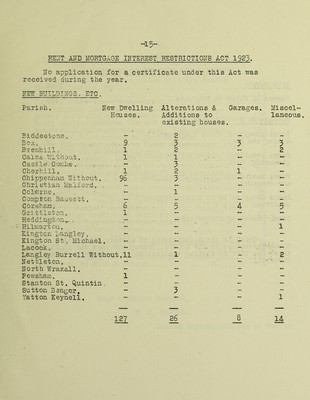 -15-
RENT AND MORTGAGE INTEREST RESTRICTIONS ACT 1923.
No application for a certificate under this Act was
received during the year.
NEW BUILDINGS. ETC.
Parish. New Dwelling Alterations & Garages. Miscel-
Houses. Additions to laneous.
existing houses.
Biddestone. - 2 - -
Box. 9 3 3 3
Bremhill. 1 2 - 2
Calne Without. 1 1 - -
Castle Combe. - 3 - -
Cherhill. 1 2 1 -
Chippenham Without. 96 3 - -
Christian Malford. - - - -
Colerne. - 1 - -
Compton Bassett. - - - -
Corsham. 6 5 4 5
Grittleton. 1 - - -
Heddington. - - - -
Hilmarton. - - - 1
Kington Langley. - - - -
Kington St. Michael. - - - -
Lacock. - - - -
Langley Burrell Without. 11 1 - 2
Nettleton. - - - -
North Wraxall. - - - -
Pewsham. 1 - - -
Stanton St. Quintin. - - - -
Sutton Benger. - 3 - -
Yatton Keynell. - - - 1
127 26 8 14